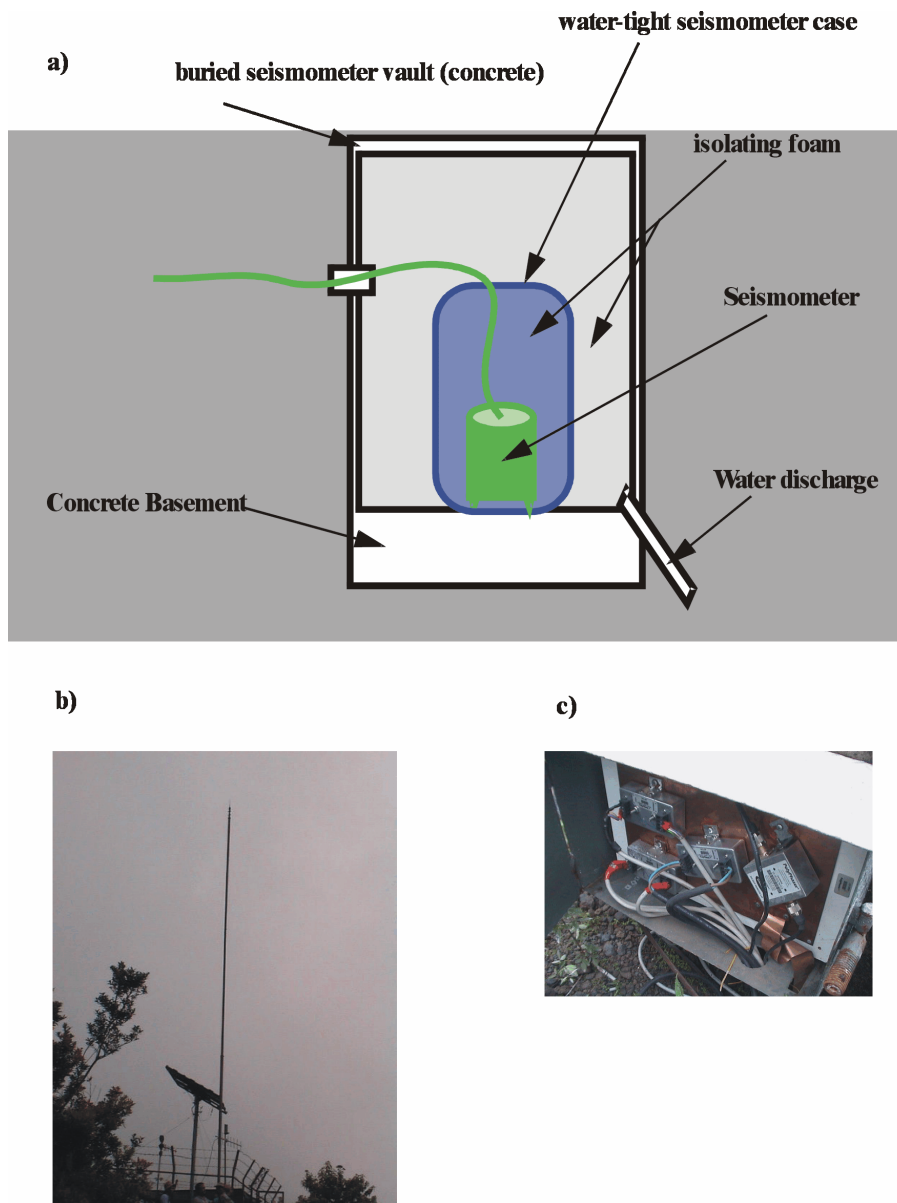 water-tight seismometer case
a)
buried seismometer vault (concrete)
isolating foam
Seismometer
Water discharge
Concrete Basement
b)
c)